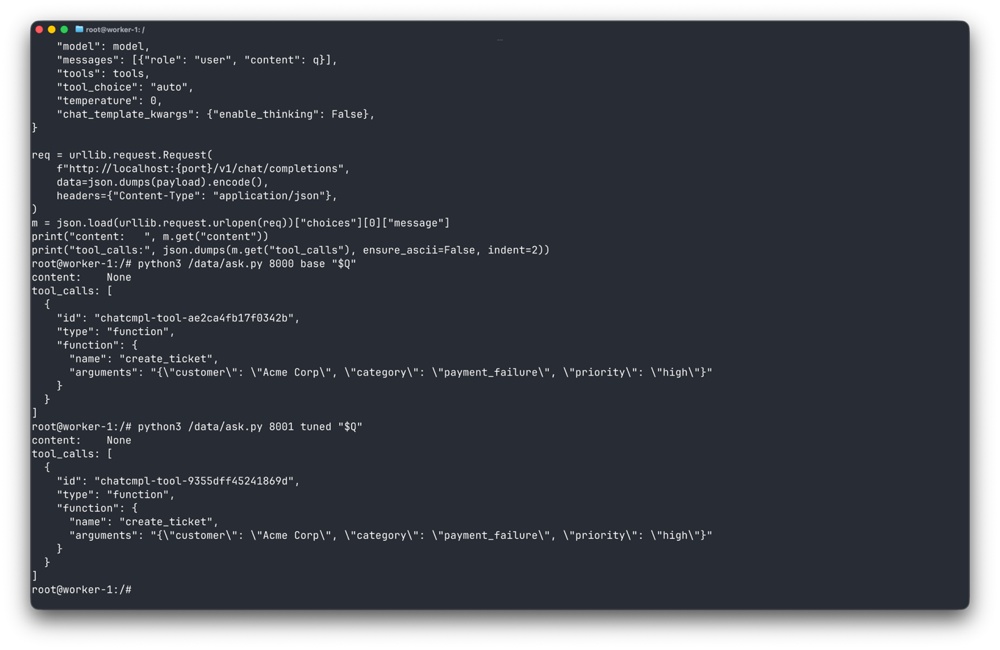 root@worker-1: /
...
    "model": model,
    "messages": [{"role": "user", "content": q}],
    "tools": tools,
    "tool_choice": "auto",
    "temperature": 0,
    "chat_template_kwargs": {"enable_thinking": False},
}

req = urllib.request.Request(
    f"http://localhost:{port}/v1/chat/completions",
    data=json.dumps(payload).encode(),
    headers={"Content-Type": "application/json"},
)
m = json.load(urllib.request.urlopen(req))["choices"][0]["message"]
print("content:   ", m.get("content"))
print("tool_calls:", json.dumps(m.get("tool_calls"), ensure_ascii=False, indent=2))
root@worker-1:/# python3 /data/ask.py 8000 base "$Q"
content:    None
tool_calls: [
  {
    "id": "chatcmpl-tool-ae2ca4fb17f0342b",
    "type": "function",
    "function": {
      "name": "create_ticket",
      "arguments": "{\"customer\": \"Acme Corp\", \"category\": \"payment_failure\", \"priority\": \"high\"}"
    }
  }
]
root@worker-1:/# python3 /data/ask.py 8001 tuned "$Q"
content:    None
tool_calls: [
  {
    "id": "chatcmpl-tool-9355dff45241869d",
    "type": "function",
    "function": {
      "name": "create_ticket",
      "arguments": "{\"customer\": \"Acme Corp\", \"category\": \"payment_failure\", \"priority\": \"high\"}"
    }
  }
]
root@worker-1:/#